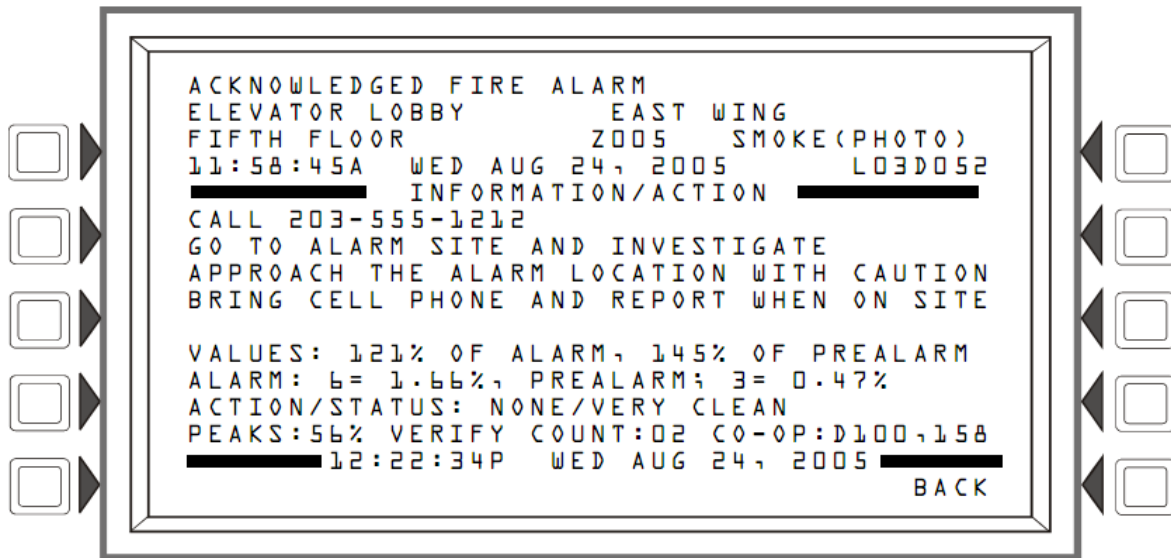 ACKNOWLEDGED FIRE ALARM
ELEVATOR LOBBY EAST WING
FIFTH FLOOR Z005 SMOKE(PHOTO)
11:58:45A WED AUG 24, 2005 L03D052
INFORMATION/ACTION
CALL 203-555-1212
GO TO ALARM SITE AND INVESTIGATE
APPROACH THE ALARM LOCATION WITH CAUTION
BRING CELL PHONE AND REPORT WHEN ON SITE
VALUES: 121% OF ALARM, 145% OF PREALARM
ALARM: 6= 1.66%, PREALARM; 3= 0.47%
ACTION/STATUS: NONE/VERY CLEAN
PEAKS:56% VERIFY COUNT:02 CO-OP:D100,158
12:22:34P WED AUG 24, 2005
BACK